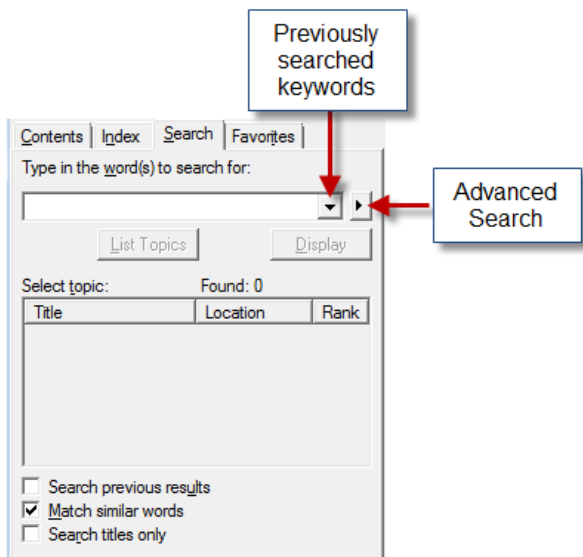 Previously
searched
keywords
Contents Index Search Favorites
Type in the word(s) to search for:
Advanced
Search
List Topics Display
Select topic: Found: 0
Title Location Rank
Search previous results
Match similar words
Search titles only